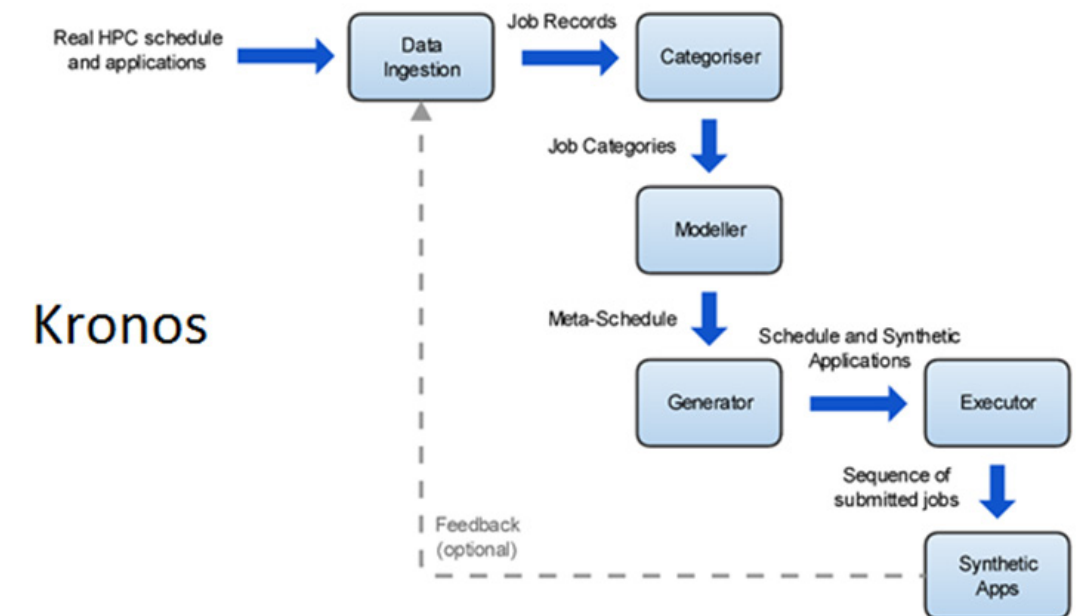 Real HPC schedule
and applications
Data
Ingestion
Job Records
Categoriser
Job Categories
Modeller
Kronos
Meta-Schedule
Schedule and Synthetic
Applications
Generator
Executor
Sequence of
submitted jobs
Feedback
(optional)
Synthetic
Apps